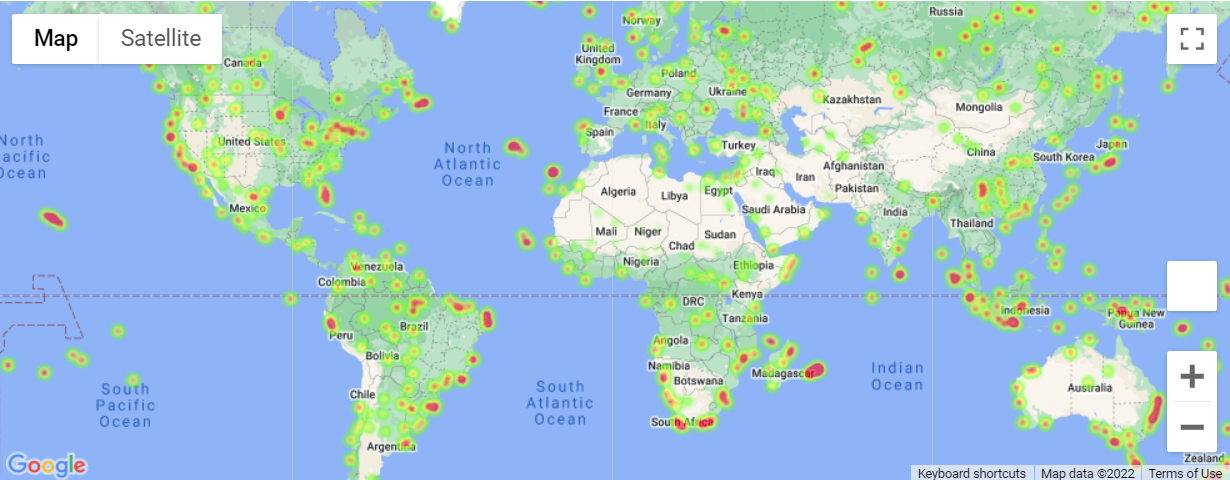 Map
Satellite
Canada
Norway
Russia
United
Kingdom
Poland
Germany
Ukraine
France
Kazakhstan
Mongolia
Italy
Spain
United States
North
acific
Ocean
North
Atlantic
Ocean
Turkey
China
Japan
South Korea
Afghanistan
Iraq
Iran
Pakistan
Algeria
Libya
Egypt
Saudi Arabia
India
Mexico
Mali
Niger
Sudan
Chad
Thailand
Nigeria
Ethiopia
Venezuela
Colombia
Kenya
DRC
Indonesia
Papua New
Guinea
Tanzania
Brazil
Peru
Angola
Bolivia
Namibia
Botswana
Madagascar
Indian
Ocean
Australia
South
Pacific
Ocean
Chile
South
Atlantic
Ocean
South Africa
Argentina
Zealand
Google
Keyboard shortcuts
Map data ©2022
Terms of Use